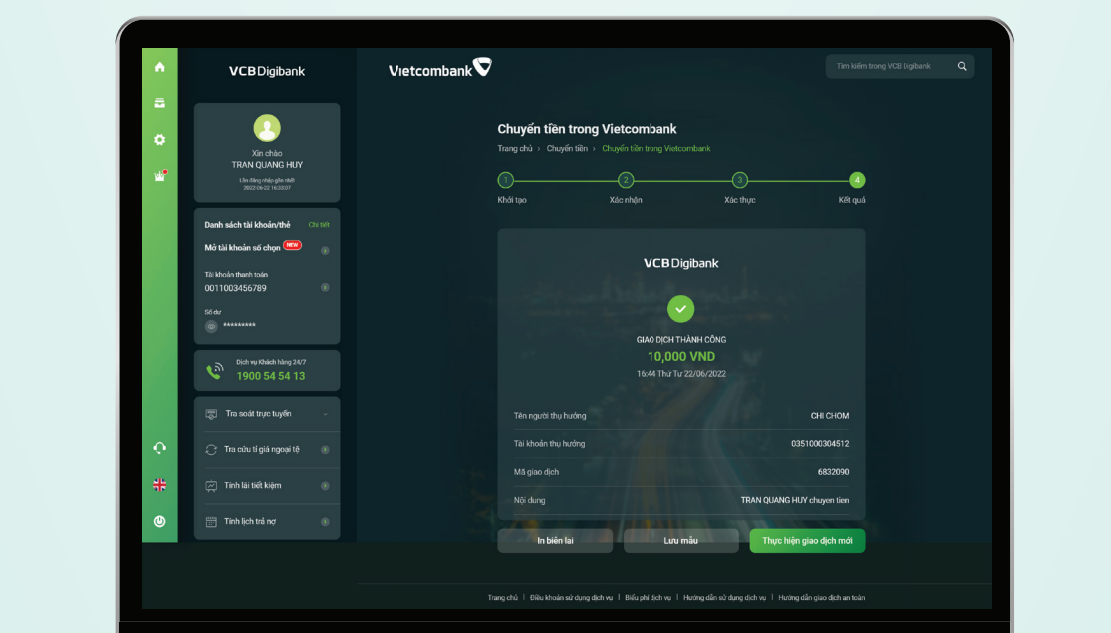 VCB Digibank
Vietcombank
Tìm kiếm trong VCB Digibank
Xin chào
TRAN QUANG HUY
Lần đăng nhập gần nhất
2022-06-22 16:33:07
Danh sách tài khoản/thẻ Chi tiết
Mở tài khoản số chọn NEW
Tài khoản thanh toán
0011003456789
Số dư
*********
Dịch vụ Khách hàng 24/7
1900 54 54 13
Tra soát trực tuyến
Tra cứu tỉ giá ngoại tệ
Tính lãi tiết kiệm
Tính lịch trả nợ
Chuyển tiền trong Vietcombank
Trang chủ › Chuyển tiền › Chuyển tiền trong Vietcombank
1 2 3 4
Khởi tạo Xác nhận Xác thực Kết quả
VCB Digibank
GIAO DỊCH THÀNH CÔNG
10,000 VND
16:44 Thứ Tư 22/06/2022
Tên người thụ hưởng CHI CHOM
Tài khoản thụ hưởng 0351000304512
Mã giao dịch 6832090
Nội dung TRAN QUANG HUY chuyen tien
In biên lai Lưu mẫu Thực hiện giao dịch mới
Trang chủ | Điều khoản sử dụng dịch vụ | Biểu phí dịch vụ | Hướng dẫn sử dụng dịch vụ | Hướng dẫn giao dịch an toàn